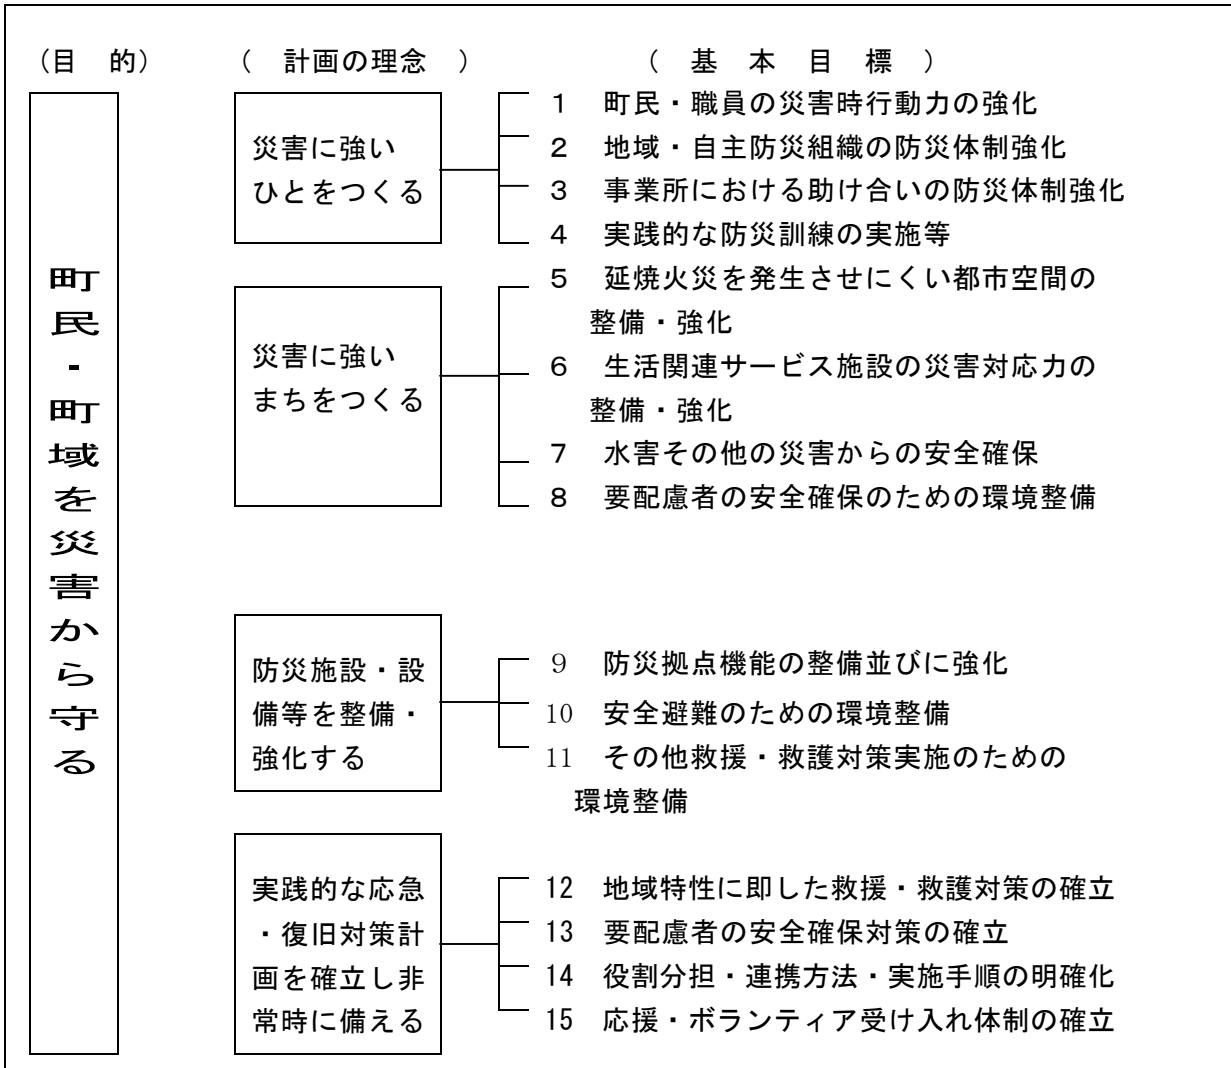 （目　的）　（　計画の理念　）　（　基　本　目　標　）
町民・町域を災害から守る
災害に強い
ひとをつくる
1　町民・職員の災害時行動力の強化
2　地域・自主防災組織の防災体制強化
3　事業所における助け合いの防災体制強化
4　実践的な防災訓練の実施等
災害に強い
まちをつくる
5　延焼火災を発生させにくい都市空間の
整備・強化
6　生活関連サービス施設の災害対応力の
整備・強化
7　水害その他の災害からの安全確保
8　要配慮者の安全確保のための環境整備
防災施設・設
備等を整備・
強化する
9　防災拠点機能の整備並びに強化
10　安全避難のための環境整備
11　その他救援・救護対策実施のための
環境整備
実践的な応急
・復旧対策計
画を確立し非
常時に備える
12　地域特性に即した救援・救護対策の確立
13　要配慮者の安全確保対策の確立
14　役割分担・連携方法・実施手順の明確化
15　応援・ボランティア受け入れ体制の確立